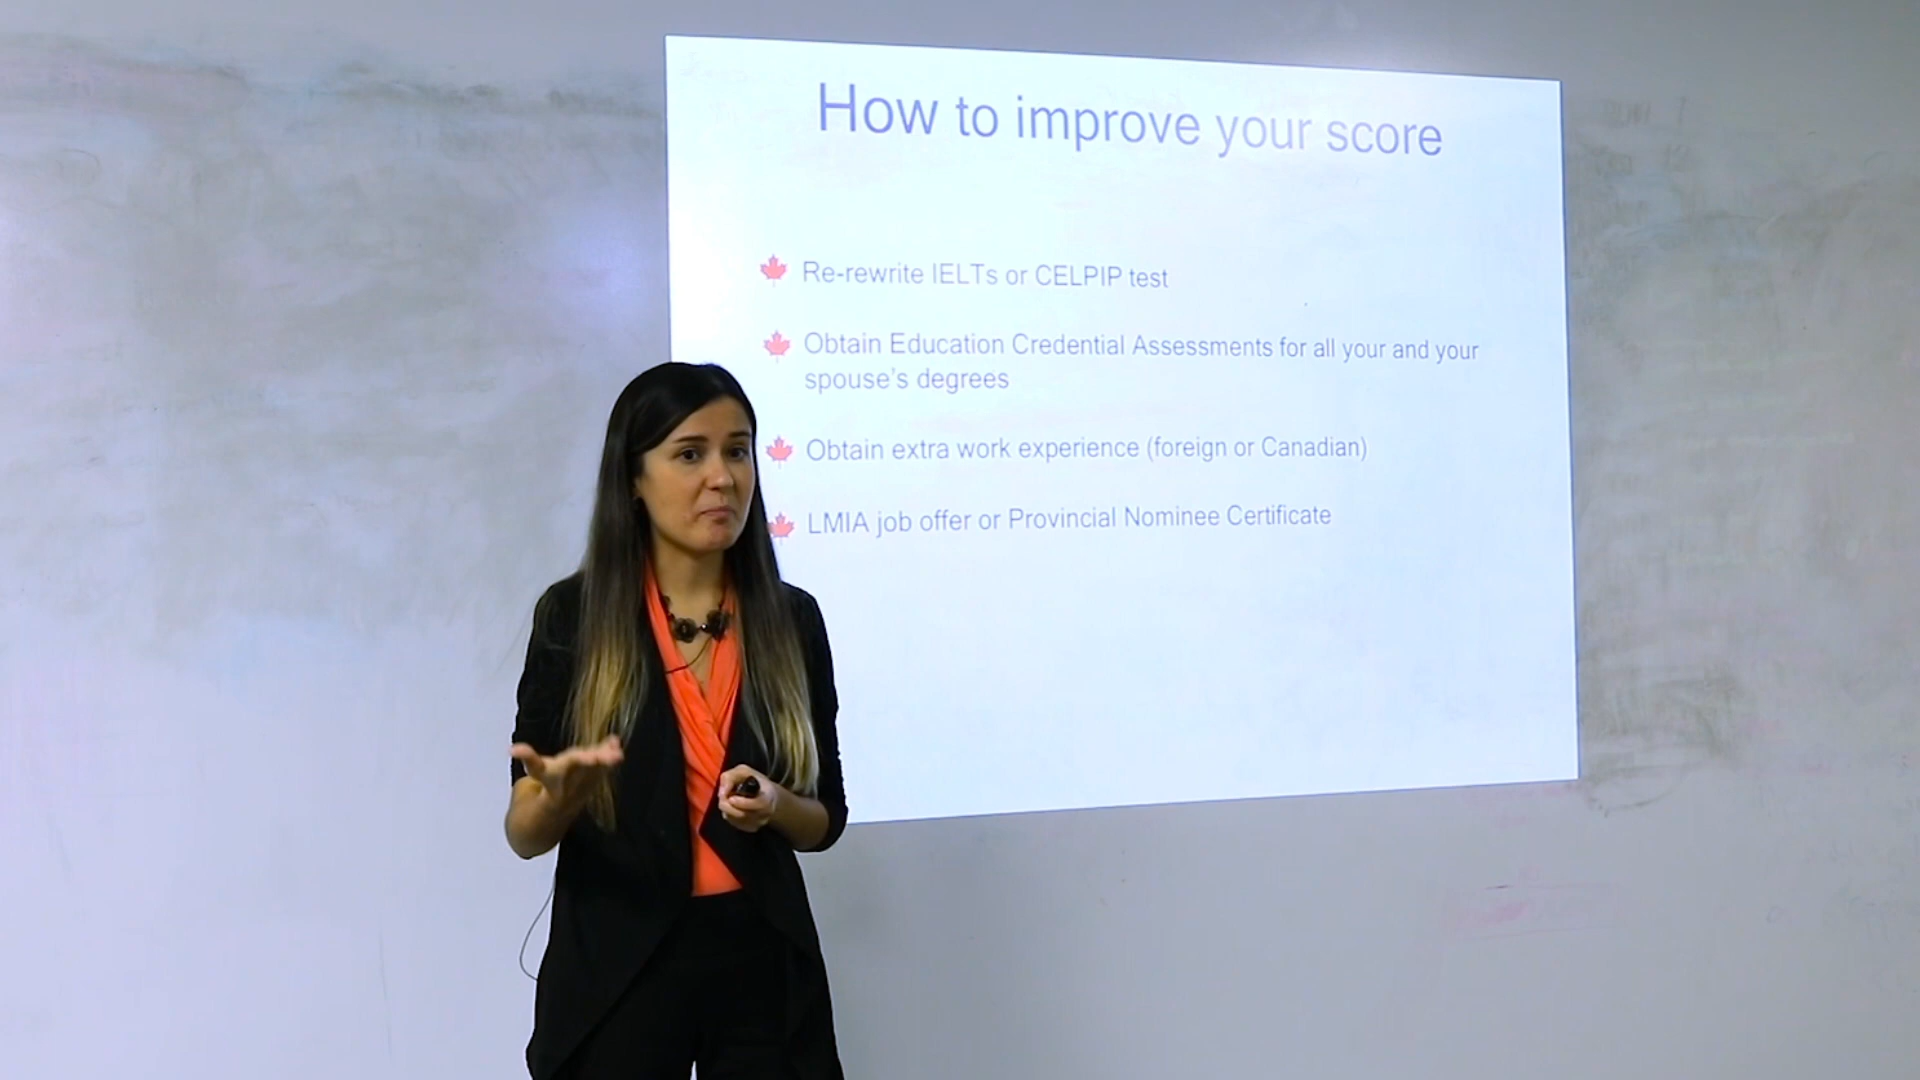 How to improve your score
Re-rewrite IELTs or CELPIP test
Obtain Education Credential Assessments for all your and your
spouse's degrees
Obtain extra work experience (foreign or Canadian)
LMIA job offer or Provincial Nominee Certificate